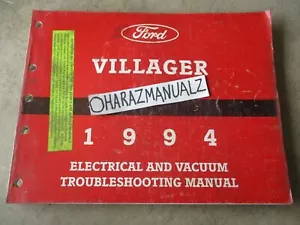 Ford
VILLAGER
OHARAZMANUALZ
1994
ELECTRICAL AND VACUUM
TROUBLESHOOTING MANUAL